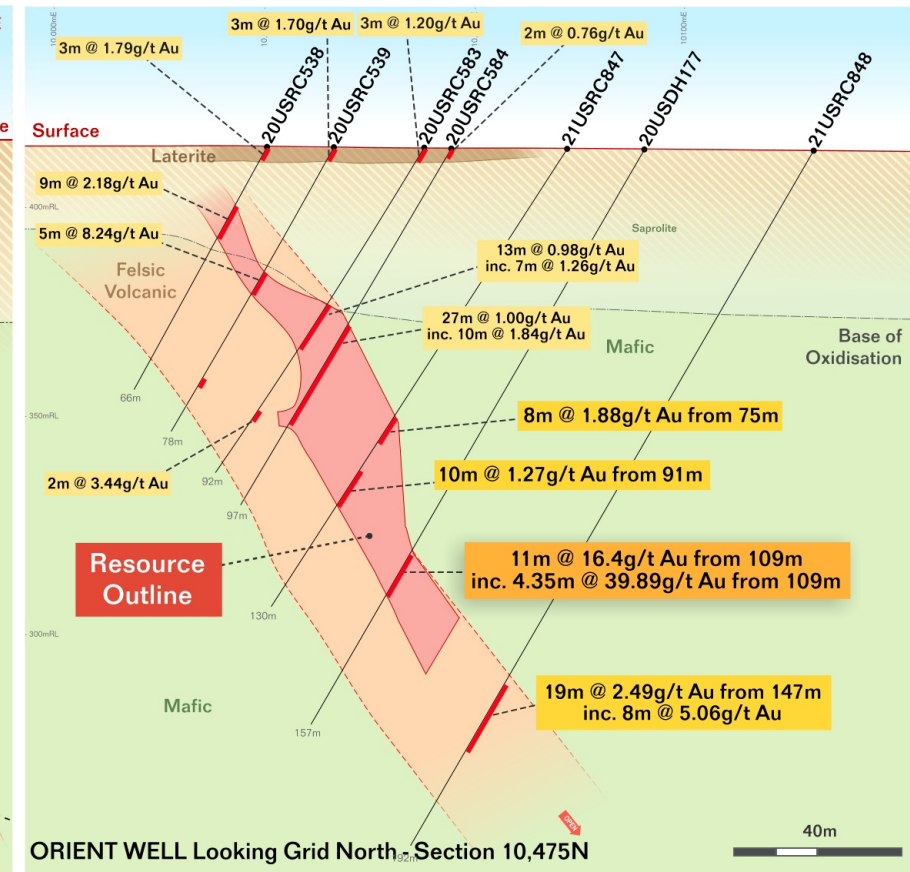 10,000mE
10100mE
3m @ 1.79g/t Au
3m @ 1.70g/t Au
3m @ 1.20g/t Au
2m @ 0.76g/t Au
20USRC538
20USRC539
20USRC583
20USRC584
21USRC847
20USDH177
21USRC848
Surface
Laterite
9m @ 2.18g/t Au
400mRL
5m @ 8.24g/t Au
Saprolite
13m @ 0.98g/t Au
inc. 7m @ 1.26g/t Au
Felsic
Volcanic
27m @ 1.00g/t Au
inc. 10m @ 1.84g/t Au
Mafic
Base of
Oxidisation
66m
350mRL
8m @ 1.88g/t Au from 75m
78m
10m @ 1.27g/t Au from 91m
2m @ 3.44g/t Au
92m
97m
Resource
Outline
11m @ 16.4g/t Au from 109m
inc. 4.35m @ 39.89g/t Au from 109m
130m
300mRL
19m @ 2.49g/t Au from 147m
inc. 8m @ 5.06g/t Au
Mafic
157m
OPEN
40m
ORIENT WELL Looking Grid North - Section 10,475N
192m